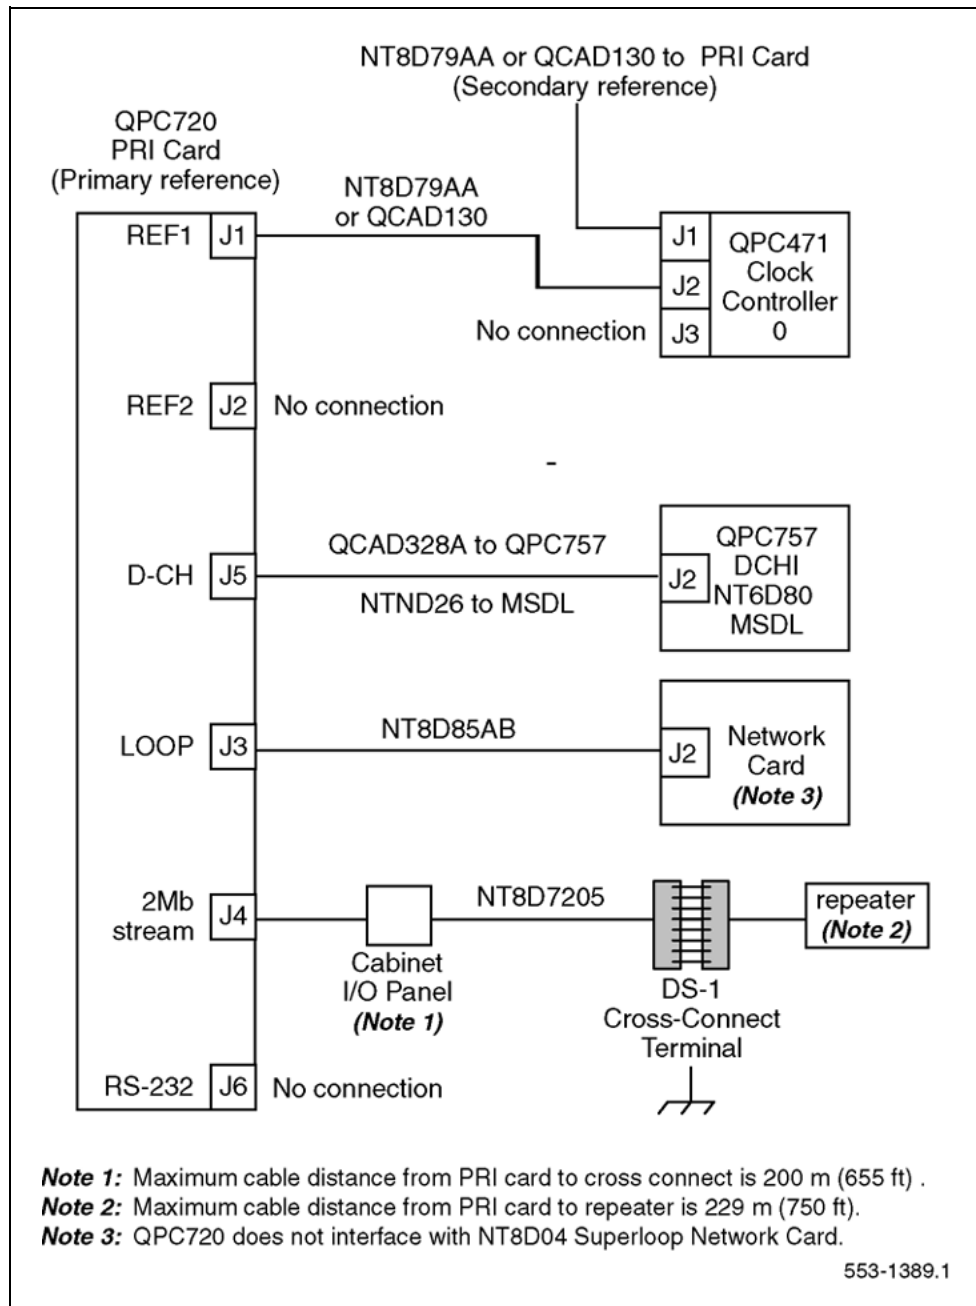 NT8D79AA or QCAD130 to PRI Card
(Secondary reference)
QPC720
PRI Card
(Primary reference)
NT8D79AA
or QCAD130
REF1 J1
J1
J2
No connection J3
QPC471
Clock
Controller
0
REF2 J2 No connection
-
QCAD328A to QPC757
D-CH J5
NTND26 to MSDL
J2
QPC757
DCHI
NT6D80
MSDL
NT8D85AB
LOOP J3
J2
Network
Card
(Note 3)
2Mb
stream
J4
NT8D7205
repeater
(Note 2)
Cabinet
I/O Panel
(Note 1)
DS-1
Cross-Connect
Terminal
RS-232 J6 No connection
Note 1: Maximum cable distance from PRI card to cross connect is 200 m (655 ft) .
Note 2: Maximum cable distance from PRI card to repeater is 229 m (750 ft).
Note 3: QPC720 does not interface with NT8D04 Superloop Network Card.
553-1389.1